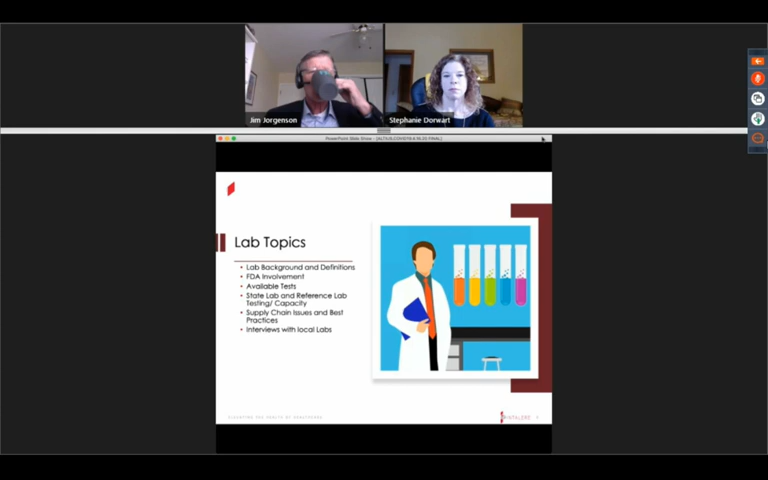 Jim Jorgenson
Stephanie Dorwart
Lab Topics
• Lab Background and Definitions
• FDA Involvement
• Available Tests
• State Lab and Reference Lab
Testing/ Capacity
• Supply Chain Issues and Best
Practices
• Interviews with local Labs